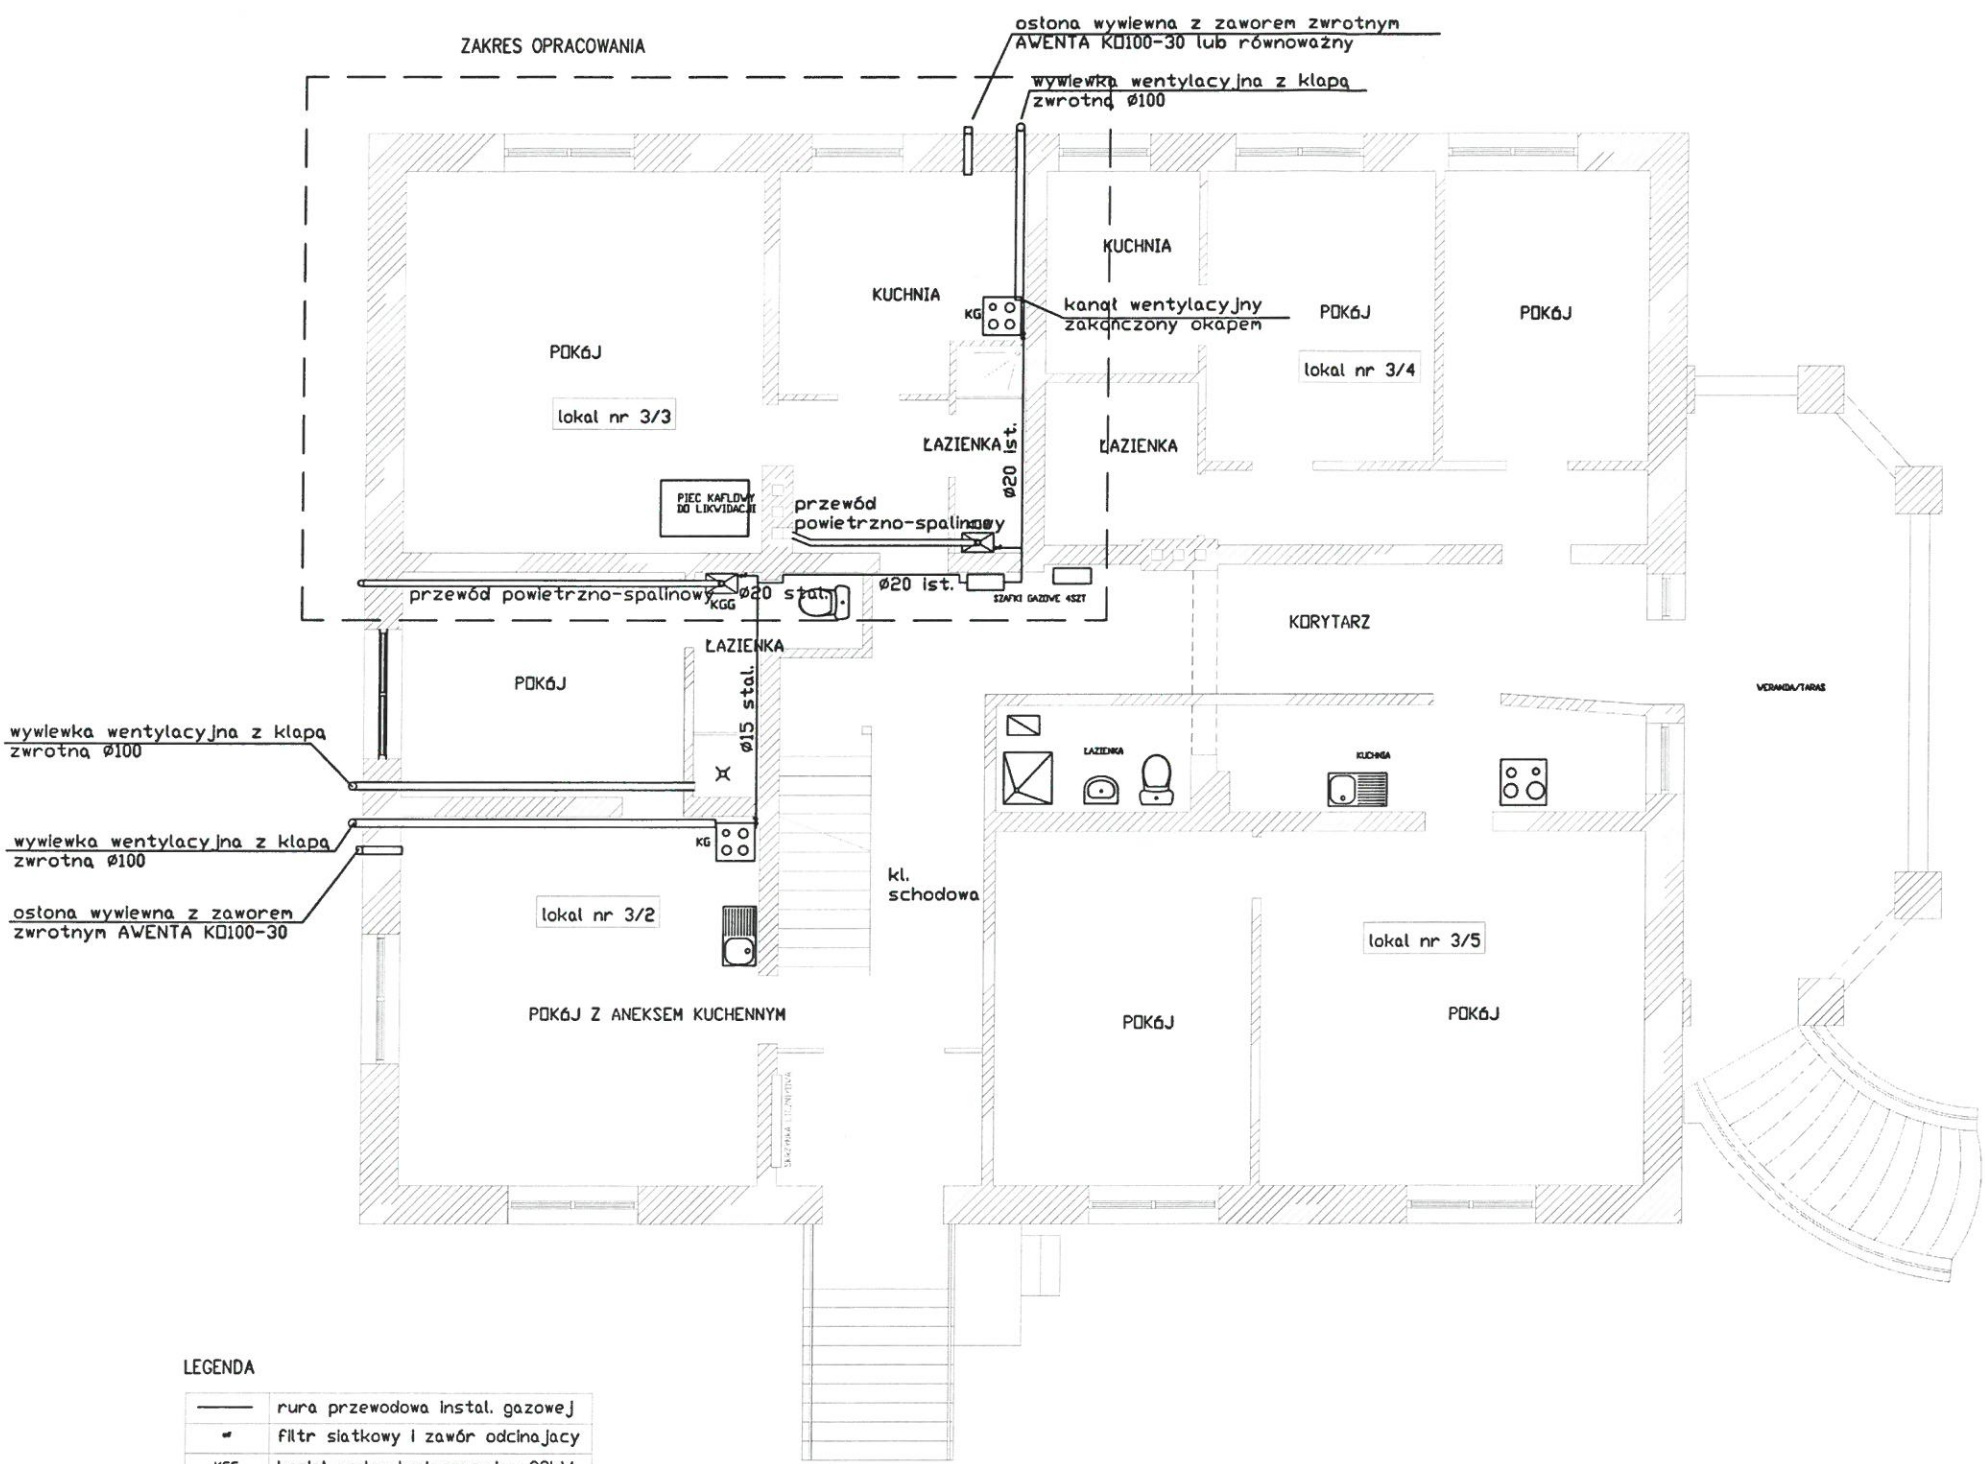 ZAKRES OPRACOWANIA
osłona wywiewna z zaworem zwrotnym
AWENTA KO100-30 lub równoważny
wywiewka wentylacyjna z klapą
zwrotną Ø100
KUCHNIA
KUCHNIA
KG
kanał wentylacyjny
zakończony okapem
POKÓJ
POKÓJ
POKÓJ
lokal nr 3/4
lokal nr 3/3
ŁAZIENKA
ŁAZIENKA
Ø20 ist.
PIEC KAFLOWY
DO LIKWIDACJI
przewód
powietrzno-spalinowy
przewód powietrzno-spalinowy
KGG
Ø20 stal.
Ø20 ist.
SZAFKI GAZOWE 4SZT
KORYTARZ
ŁAZIENKA
POKÓJ
Ø15 stal.
WERANDA/TARAS
wywiewka wentylacyjna z klapą
zwrotną Ø100
ŁAZIENKA
KUCHNIA
wywiewka wentylacyjna z klapą
zwrotną Ø100
KG
kl.
schodowa
osłona wywiewna z zaworem
zwrotnym AWENTA KO100-30
lokal nr 3/2
lokal nr 3/5
POKÓJ Z ANEKSEM KUCHENNYM
POKÓJ
POKÓJ
SKRZYNKA LICZNIKOWA
LEGENDA
rura przewodowa instal. gazowej
filtr siatkowy i zawór odcinajacy